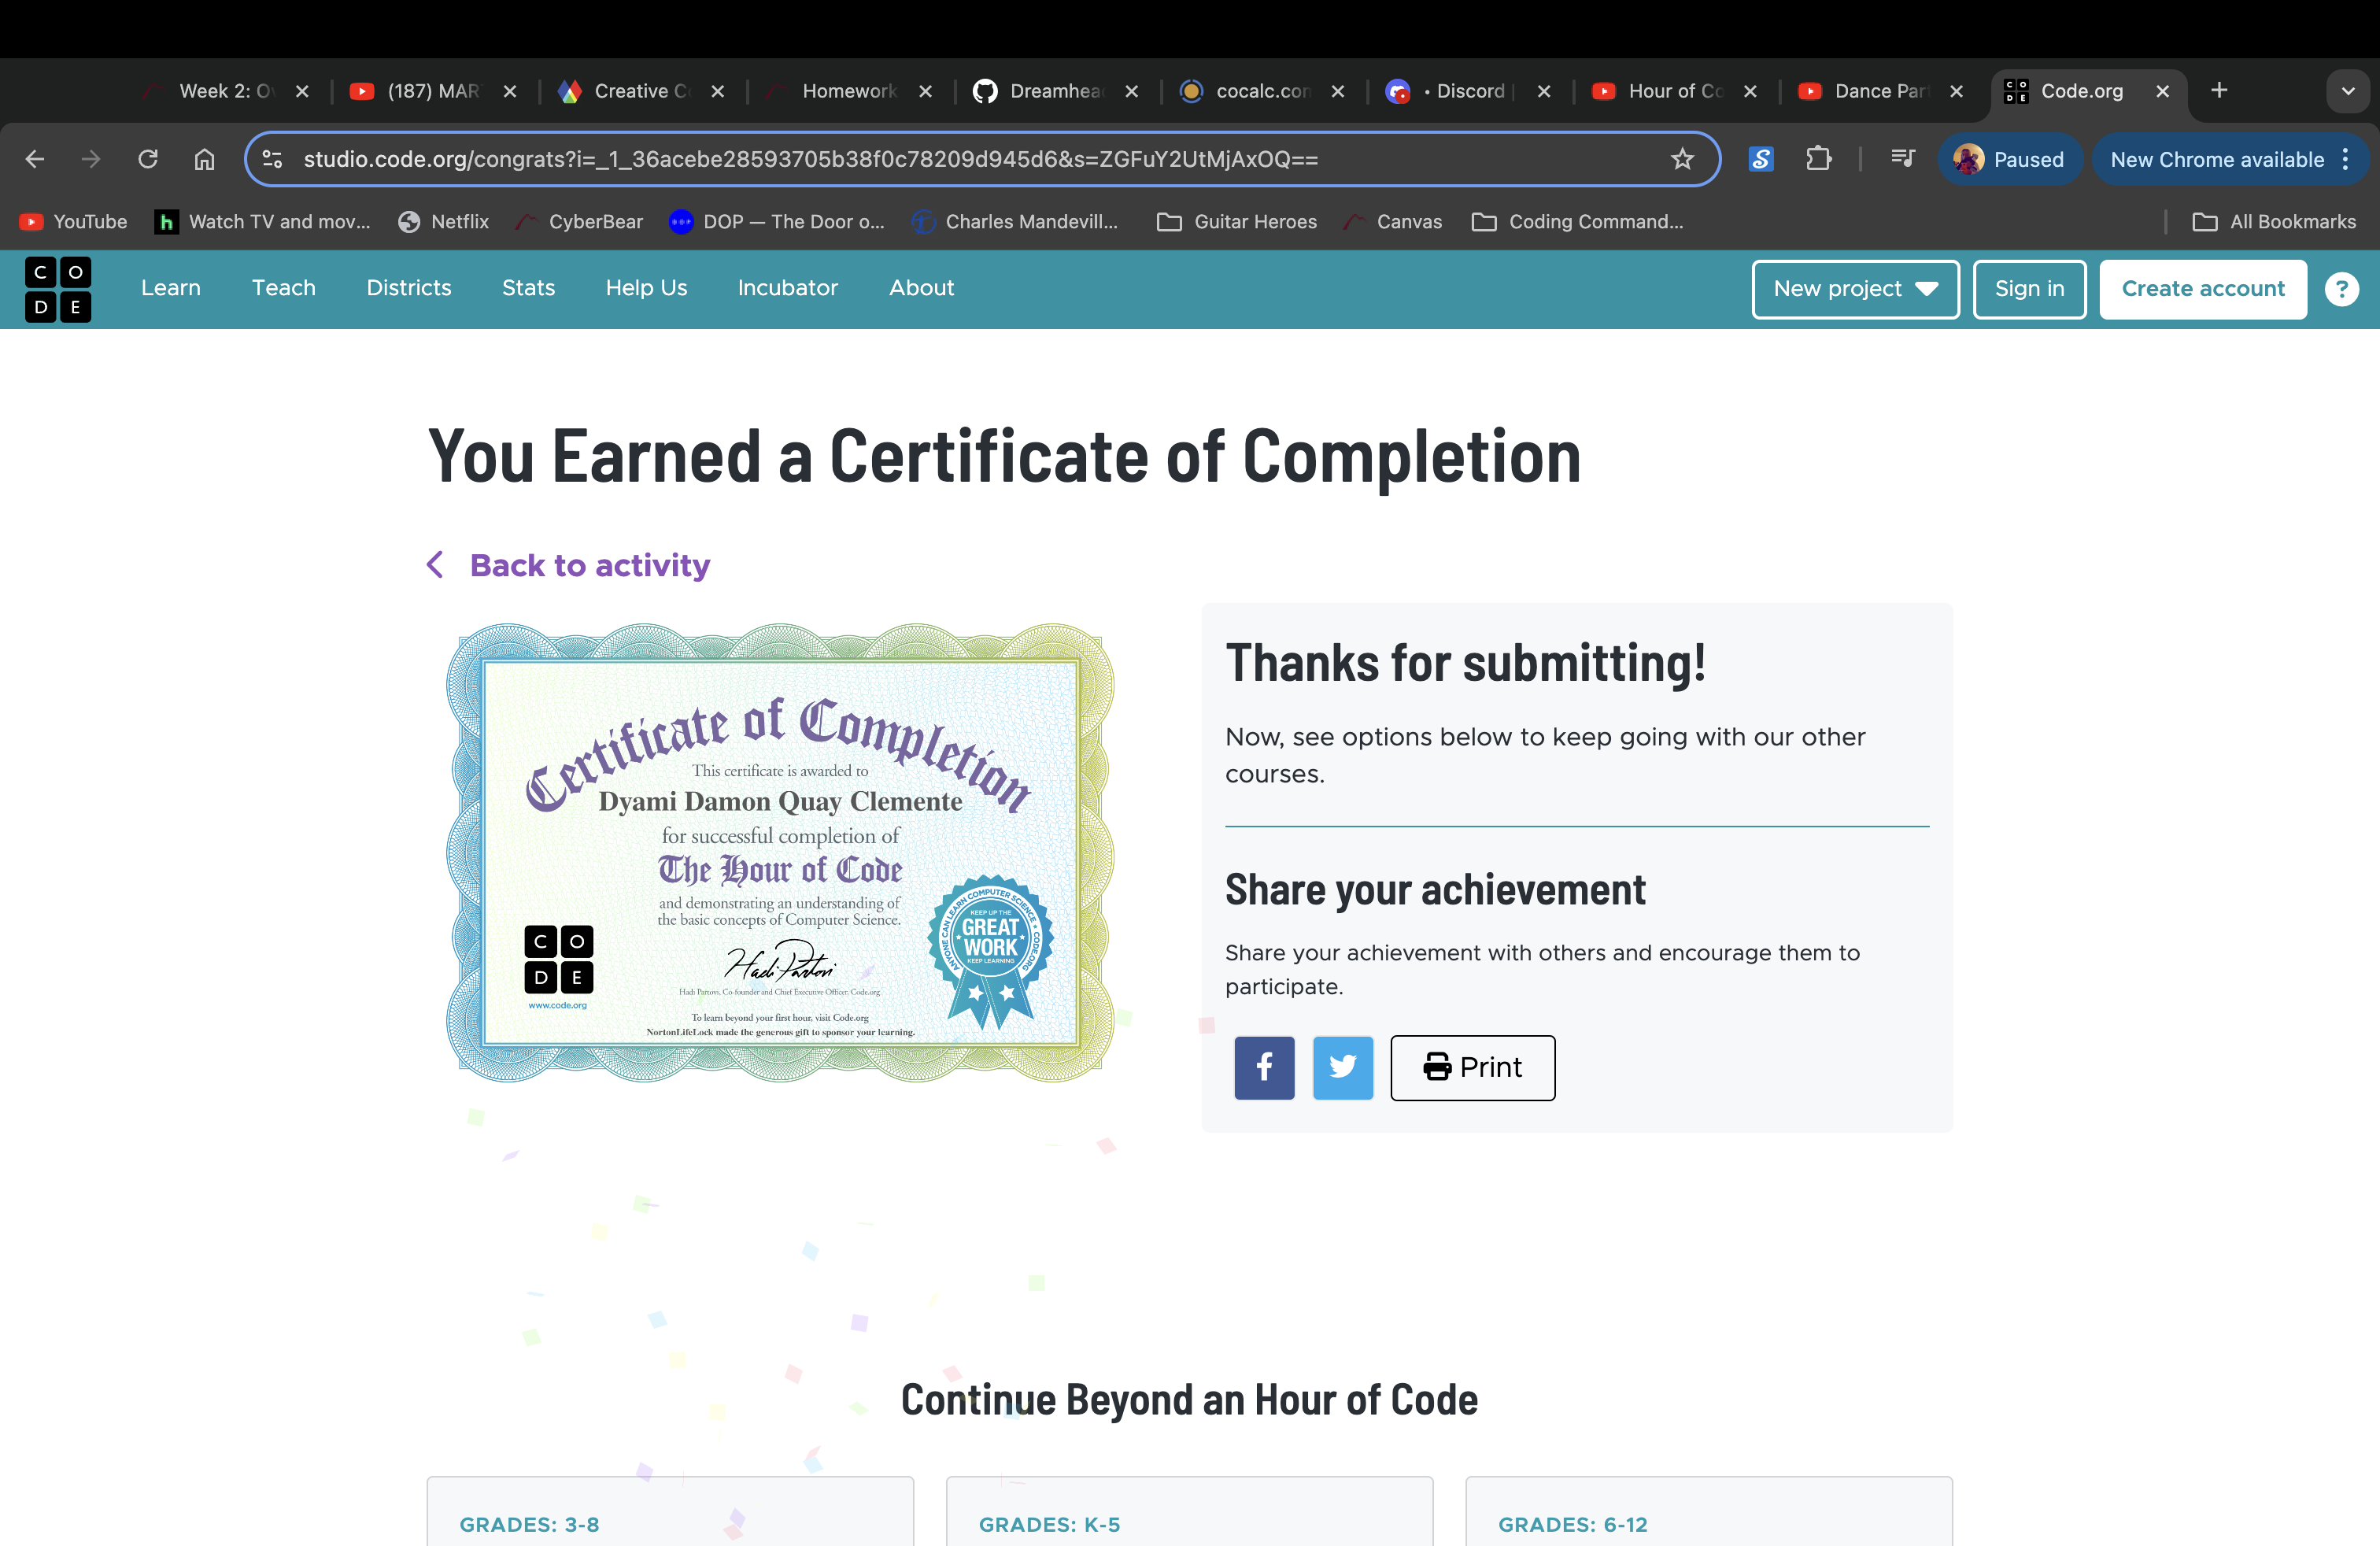 Week 2: O
(187) MAR
Creative C
Homework
Dreamhea
cocalc.con
• Discord |
Hour of Co
Dance Par
Code.org
studio.code.org/congrats?i=_1_36acebe28593705b38f0c78209d945d6&s=ZGFuY2UtMjAxOQ==
Paused
New Chrome available
YouTube
Watch TV and mov...
Netflix
CyberBear
DOP — The Door o...
Charles Mandevill...
Guitar Heroes
Canvas
Coding Command...
All Bookmarks
C O
D E
Learn
Teach
Districts
Stats
Help Us
Incubator
About
New project
Sign in
Create account
?
You Earned a Certificate of Completion
Back to activity
Certificate of Completion
This certificate is awarded to
Dyami Damon Quay Clemente
for successful completion of
The Hour of Code
and demonstrating an understanding of
the basic concepts of Computer Science.
C O
D E
www.code.org
Hadi Partovi
Hadi Partovi, Co-founder and Chief Executive Officer, Code.org
To learn beyond your first hour, visit Code.org
NortonLifeLock made the generous gift to sponsor your learning.
ANYONE CAN LEARN COMPUTER SCIENCE • CODE.ORG
KEEP UP THE
GREAT
WORK
KEEP LEARNING
Thanks for submitting!
Now, see options below to keep going with our other
courses.
Share your achievement
Share your achievement with others and encourage them to
participate.
Print
Continue Beyond an Hour of Code
GRADES: 3-8
GRADES: K-5
GRADES: 6-12